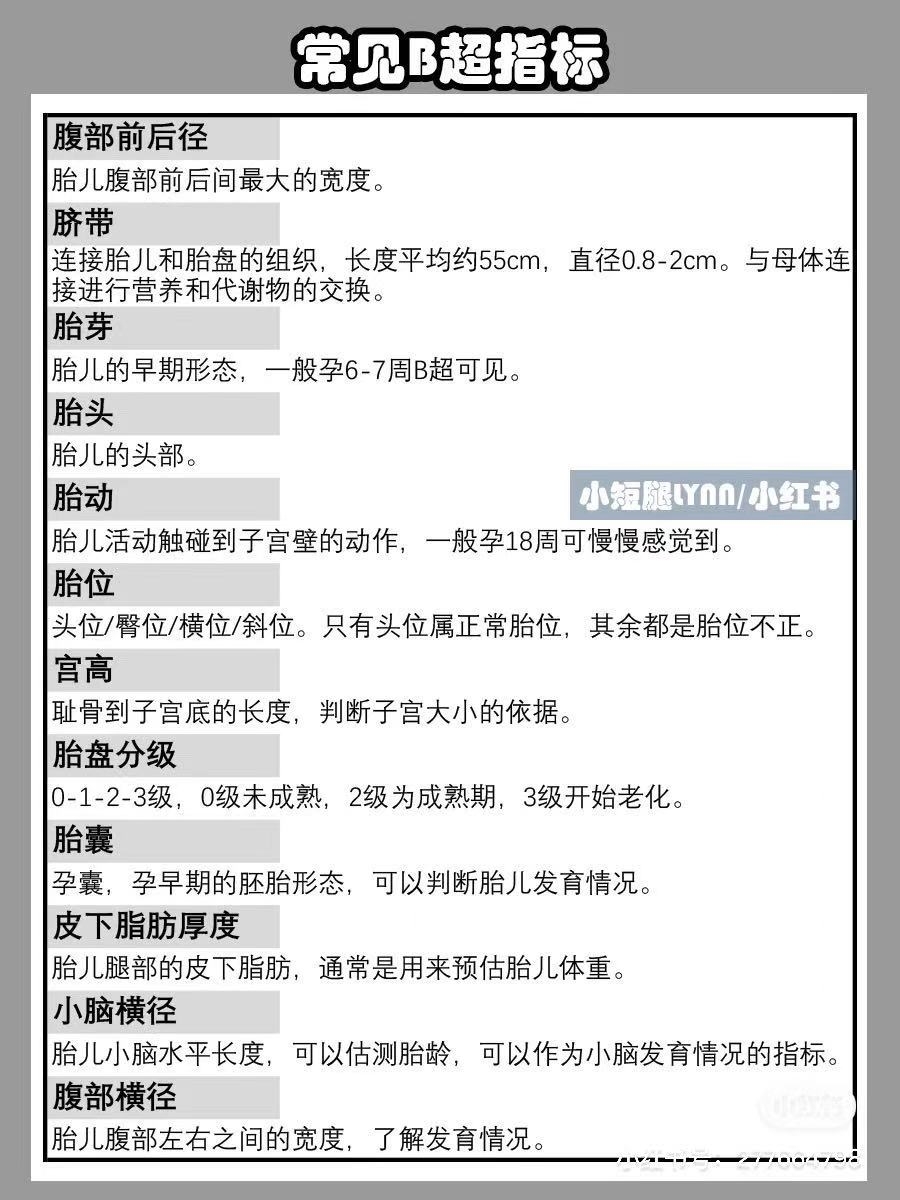 常见B超指标
腹部前后径
胎儿腹部前后间最大的宽度。
脐带
连接胎儿和胎盘的组织，长度平均约55cm，直径0.8-2cm。与母体连
接进行营养和代谢物的交换。
胎芽
胎儿的早期形态，一般孕6-7周B超可见。
胎头
胎儿的头部。
小短腿LYNN/小红书
胎动
胎儿活动触碰到子宫壁的动作，一般孕18周可慢慢感觉到。
胎位
头位/臀位/横位/斜位。只有头位属正常胎位，其余都是胎位不正。
宫高
耻骨到子宫底的长度，判断子宫大小的依据。
胎盘分级
0-1-2-3级，0级未成熟，2级为成熟期，3级开始老化。
胎囊
孕囊，孕早期的胚胎形态，可以判断胎儿发育情况。
皮下脂肪厚度
胎儿腿部的皮下脂肪，通常是用来预估胎儿体重。
小脑横径
胎儿小脑水平长度，可以估测胎龄，可以作为小脑发育情况的指标。
腹部横径
胎儿腹部左右之间的宽度，了解发育情况。
小红书
小红书号：277004798